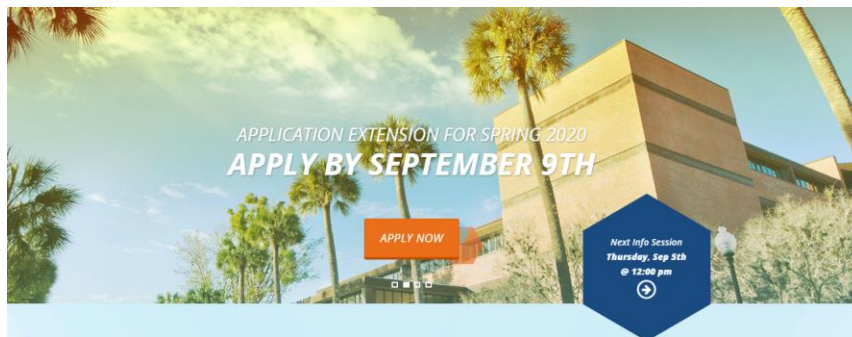 APPLICATION EXTENSION FOR SPRING 2020
APPLY BY SEPTEMBER 9TH
APPLY NOW
Next Info Session
Thursday, Sep 5th
@ 12:00 pm